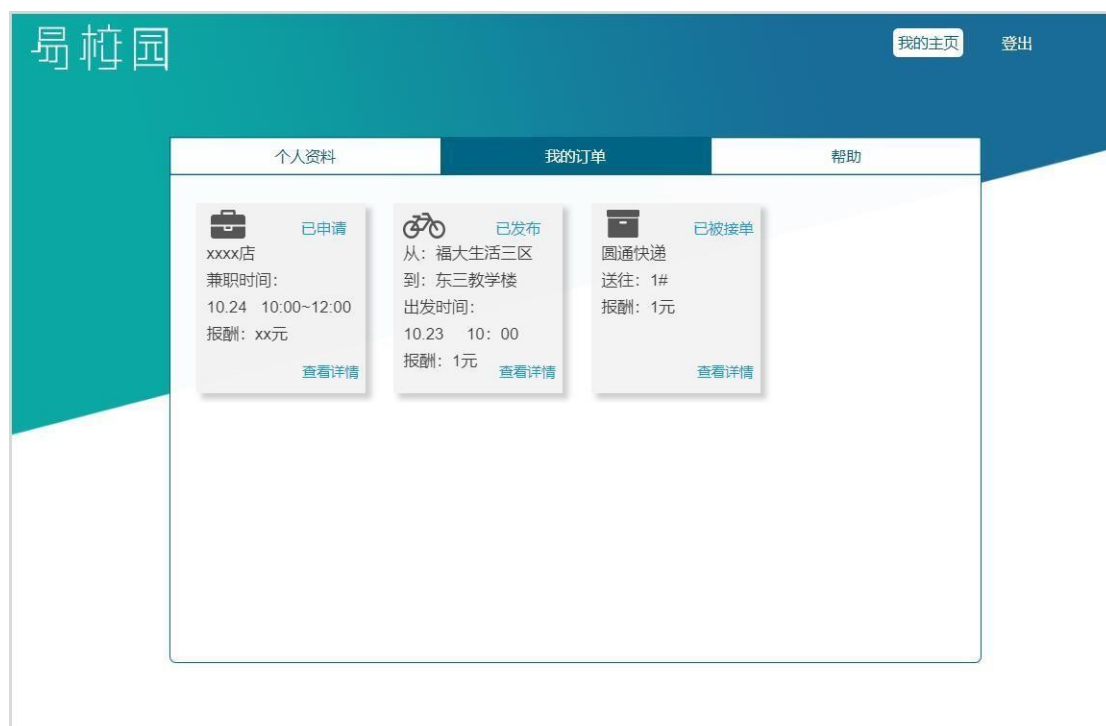 易校园
我的主页
登出
个人资料
我的订单
帮助
已申请
xxxx店
兼职时间：
10.24 10:00~12:00
报酬：xx元
查看详情
已发布
从：福大生活三区
到：东三教学楼
出发时间：
10.23 10：00
报酬：1元
查看详情
已被接单
圆通快递
送往：1#
报酬：1元
查看详情